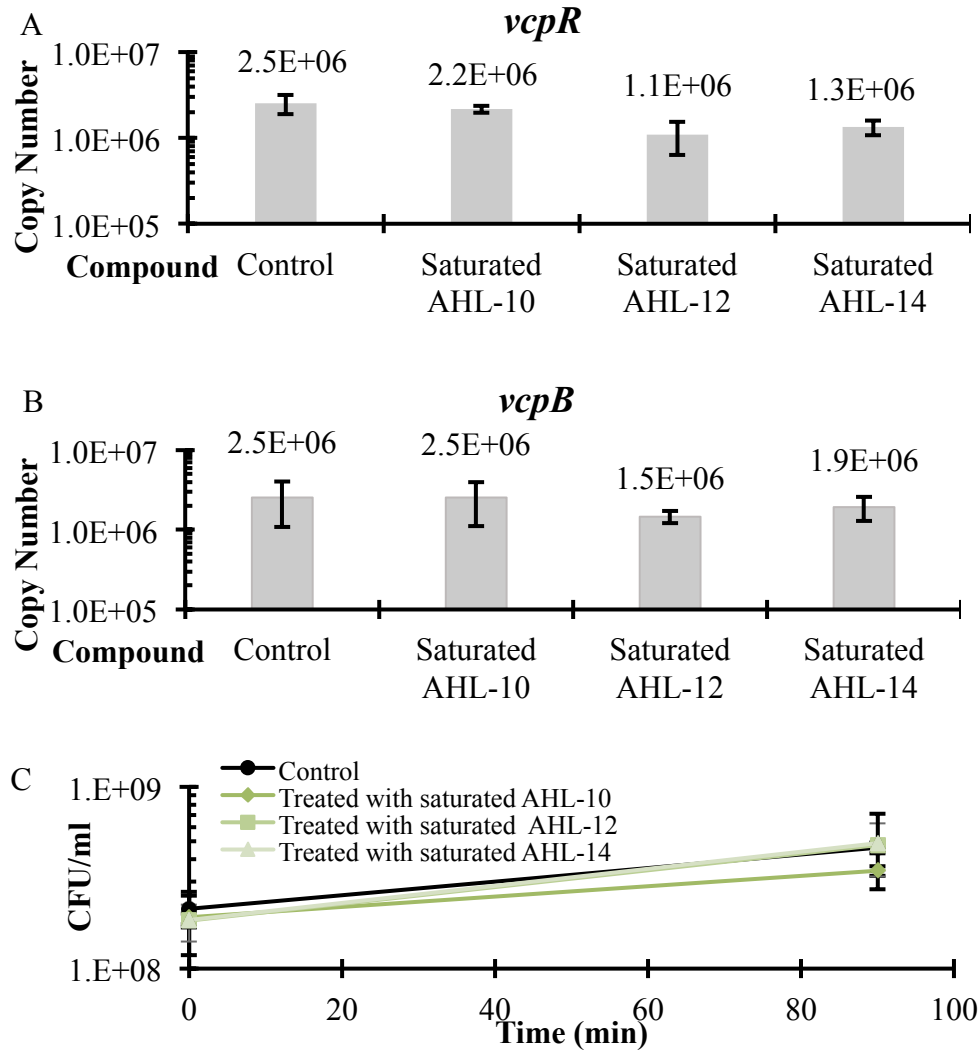 A
vcpR
1.0E+07
1.0E+06
1.0E+05
Copy Number
2.5E+06
2.2E+06
1.1E+06
1.3E+06
Compound
Control
Saturated
AHL-10
Saturated
AHL-12
Saturated
AHL-14
B
vcpB
1.0E+07
1.0E+06
1.0E+05
Copy Number
2.5E+06
2.5E+06
1.5E+06
1.9E+06
Compound
Control
Saturated
AHL-10
Saturated
AHL-12
Saturated
AHL-14
C
Control
Treated with saturated AHL-10
Treated with saturated AHL-12
Treated with saturated AHL-14
1.E+09
1.E+08
CFU/ml
0
20
40
60
80
100
Time (min)